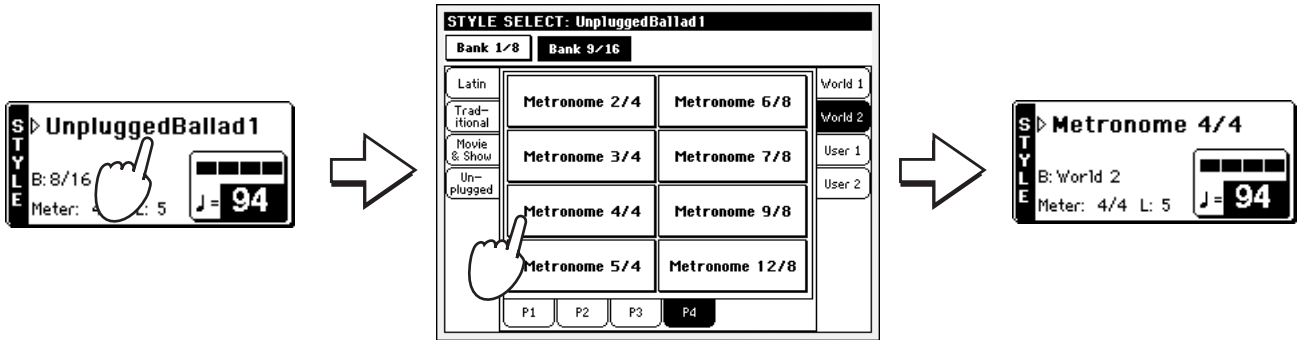 STYLE
UnpluggedBallad1
B: 8/16
Meter: 4 L: 5
♩= 94
STYLE SELECT: UnpluggedBallad1
Bank 1/8 Bank 9/16
Latin
Trad-
itional
Movie
& Show
Un-
plugged
Metronome 2/4 Metronome 6/8
Metronome 3/4 Metronome 7/8
Metronome 4/4 Metronome 9/8
Metronome 5/4 Metronome 12/8
World 1
World 2
User 1
User 2
P1 P2 P3 P4
STYLE
Metronome 4/4
B: World 2
Meter: 4/4 L: 5
♩= 94